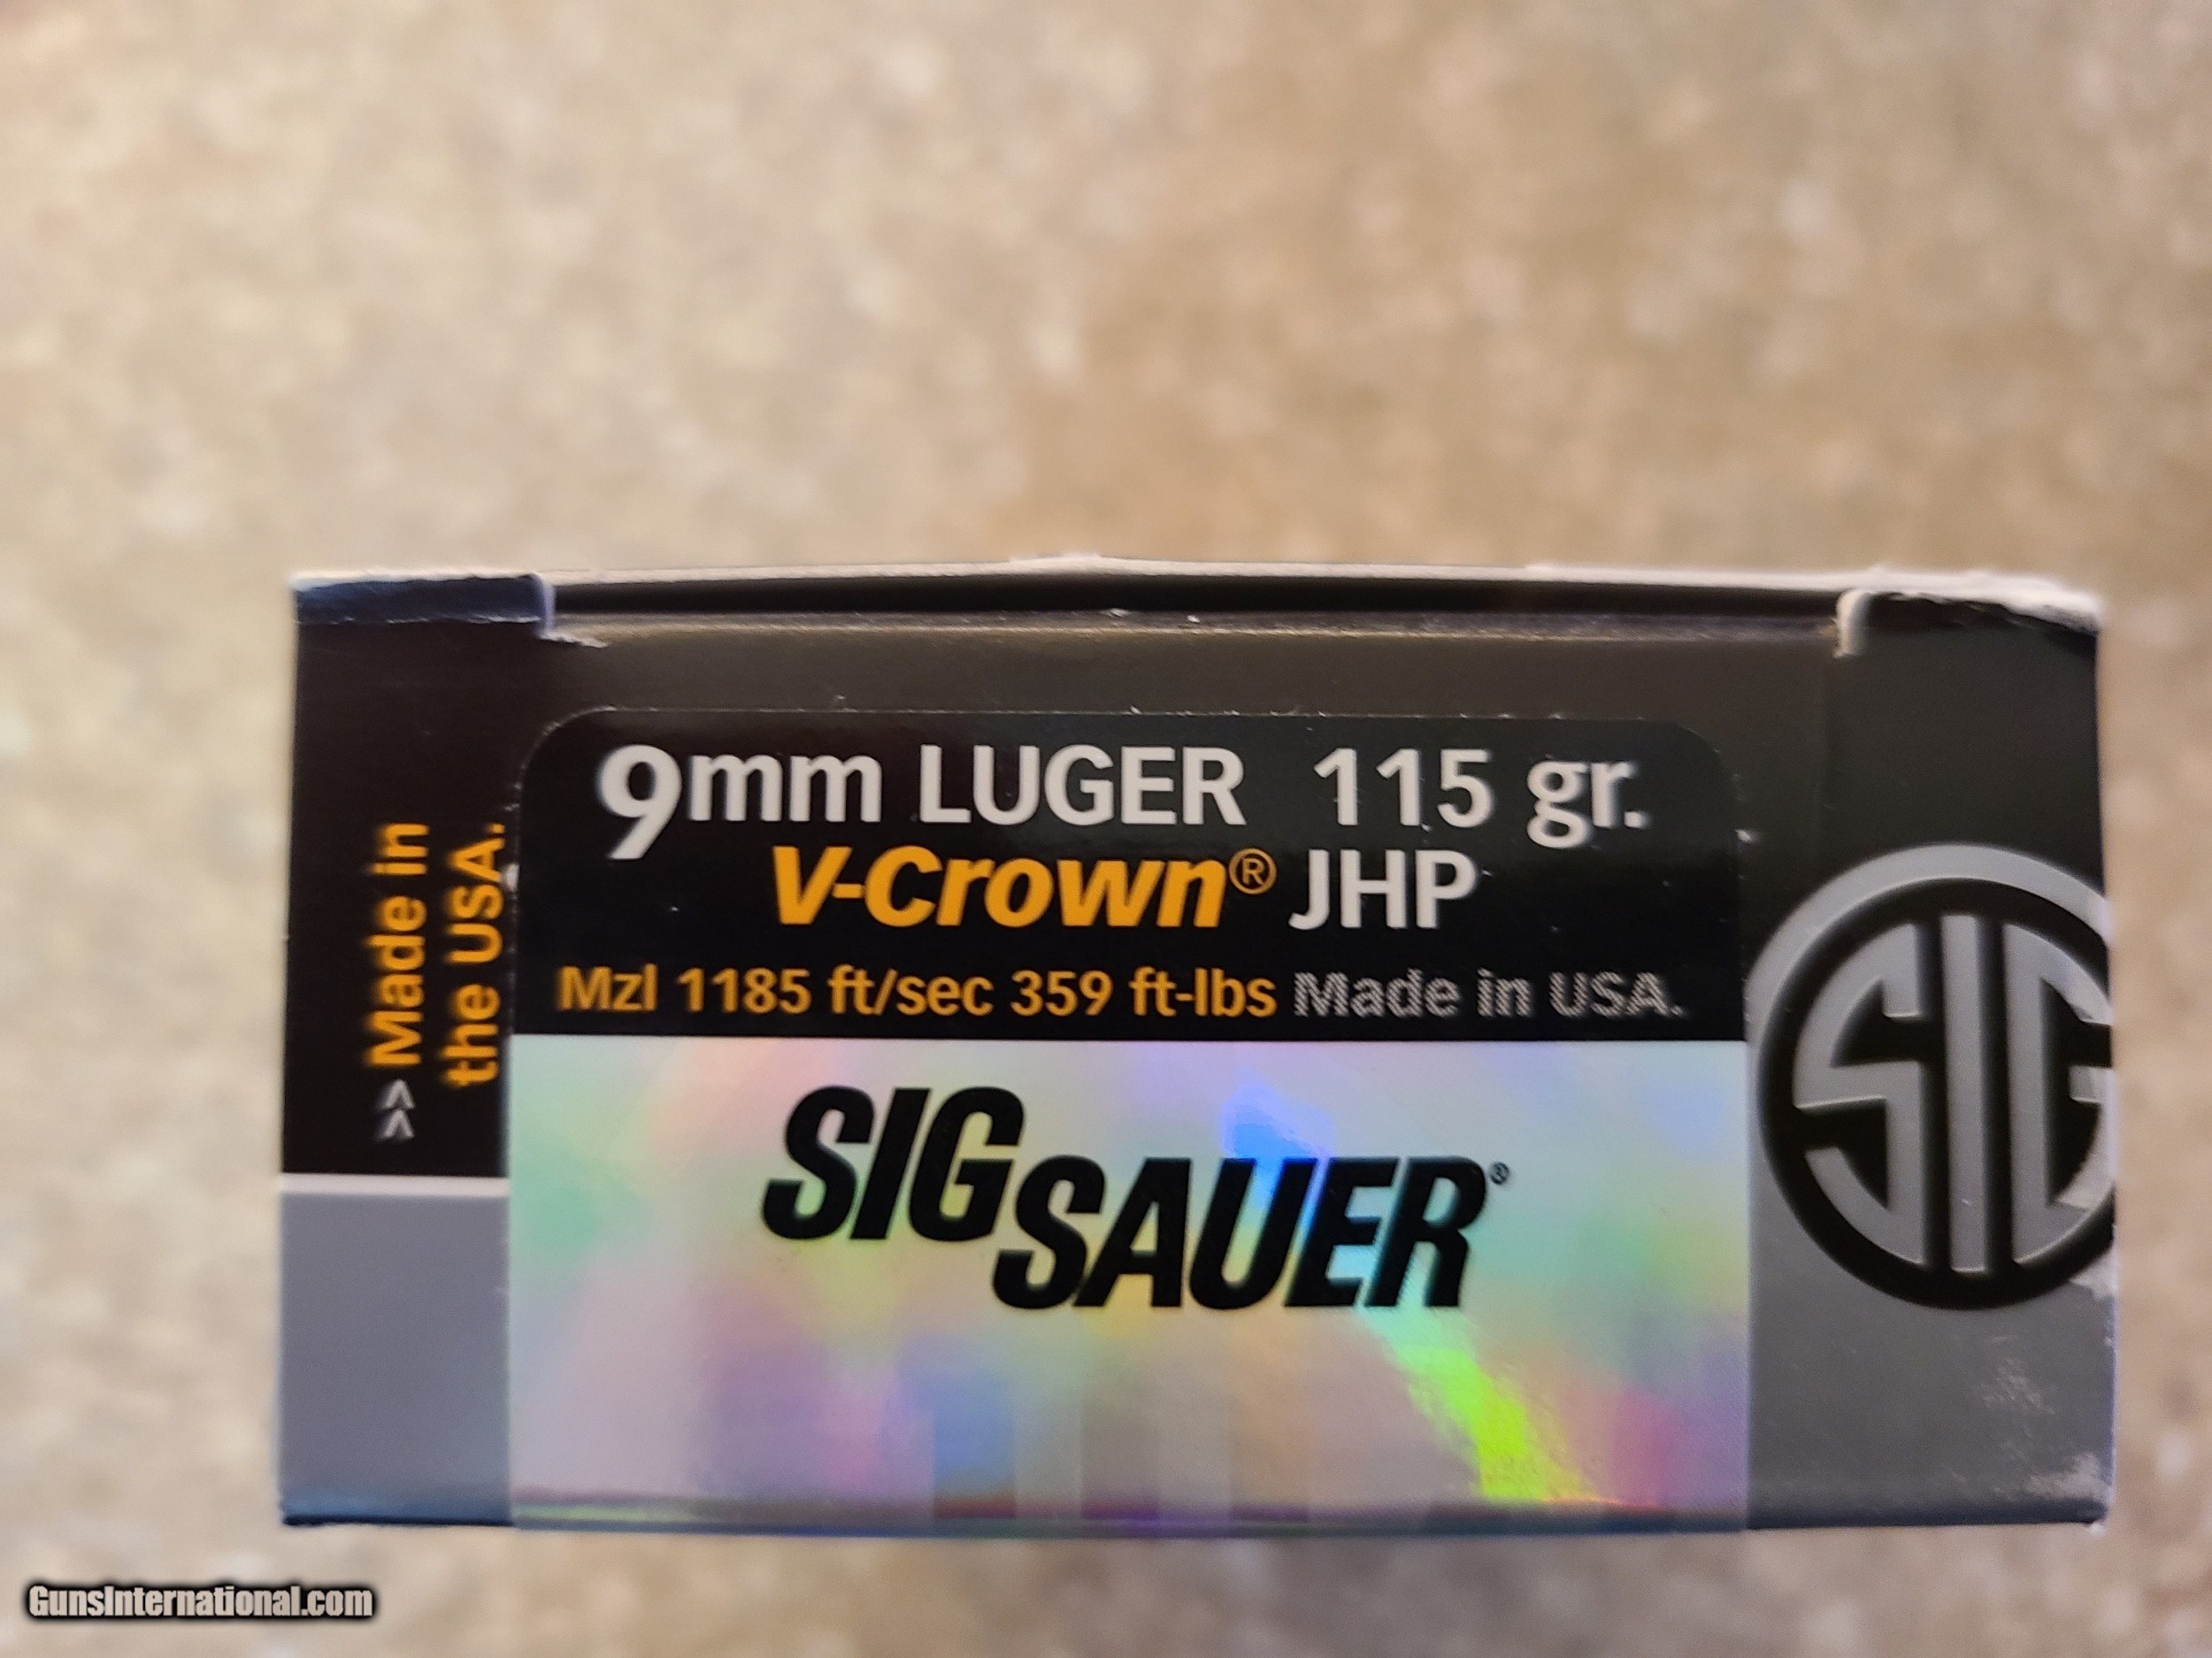 9mm LUGER 115 gr.
V-Crown® JHP
Mzl 1185 ft/sec 359 ft-lbs Made in USA.
>> Made in
the USA.
SIG SAUER®
SIG
GunsInternational.com